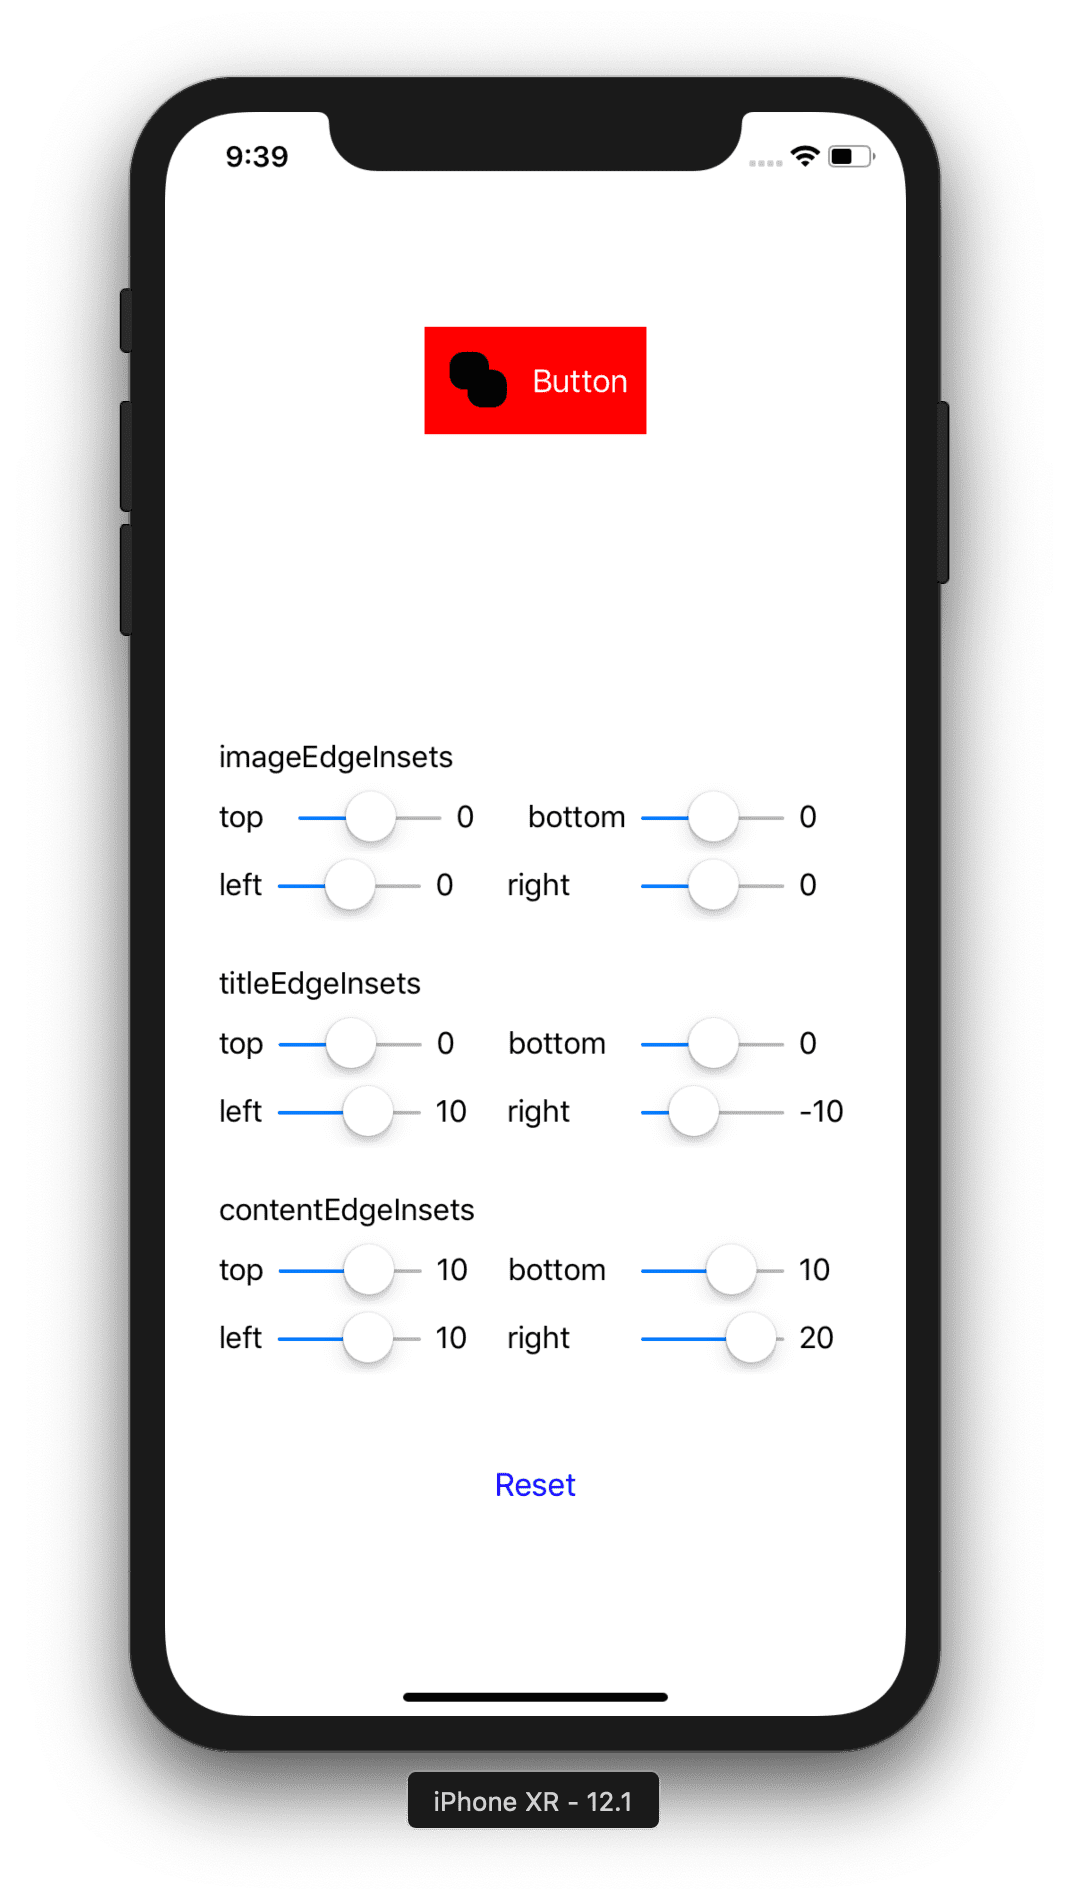 9:39
Button
imageEdgeInsets
top 0 bottom 0
left 0 right 0
titleEdgeInsets
top 0 bottom 0
left 10 right -10
contentEdgeInsets
top 10 bottom 10
left 10 right 20
Reset
iPhone XR - 12.1